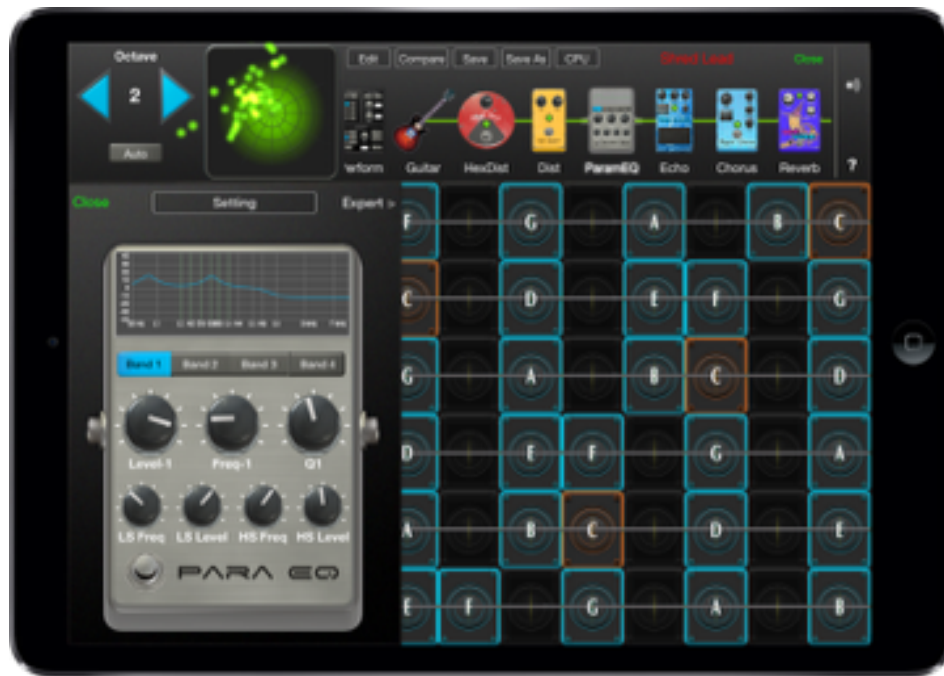 Octave
2
Auto
Edit Compare Save Save As CPU
Shred Lead
Close
Guitar HexDist Dist ParamEQ Echo Chorus Reverb
?
Close Setting Expert >
Band 1 Band 2 Band 3 Band 4
Level-1 Freq-1 Q1
LS Freq LS Level HS Freq HS Level
PARA EQ
F G A B C
C D E F G
G A B C D
D E F G A
A B C D E
E F G A B